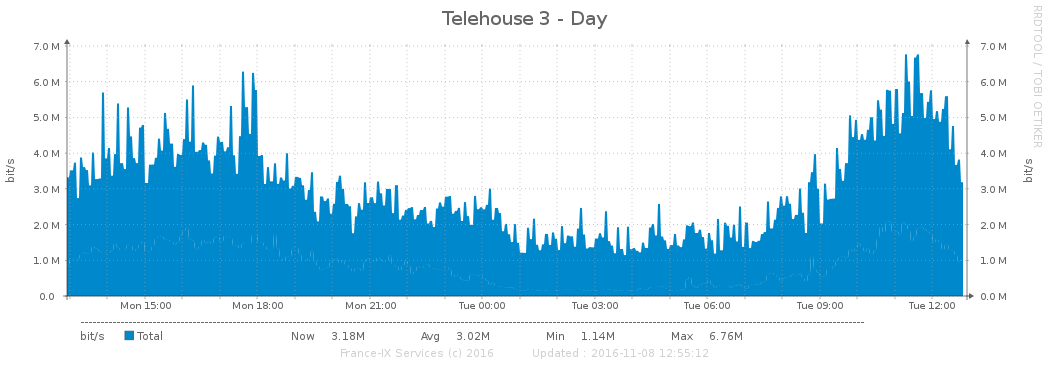 Telehouse 3 - Day
RRDTOOL / TOBI OETIKER
7.0 M 7.0 M
6.0 M 6.0 M
5.0 M 5.0 M
4.0 M 4.0 M
3.0 M 3.0 M
2.0 M 2.0 M
1.0 M 1.0 M
0.0 0.0 M
bit/s
bit/s
Mon 15:00 Mon 18:00 Mon 21:00 Tue 00:00 Tue 03:00 Tue 06:00 Tue 09:00 Tue 12:00
bit/s Total Now 3.18M Avg 3.02M Min 1.14M Max 6.76M
France-IX Services (c) 2016 Updated : 2016-11-08 12:55:12